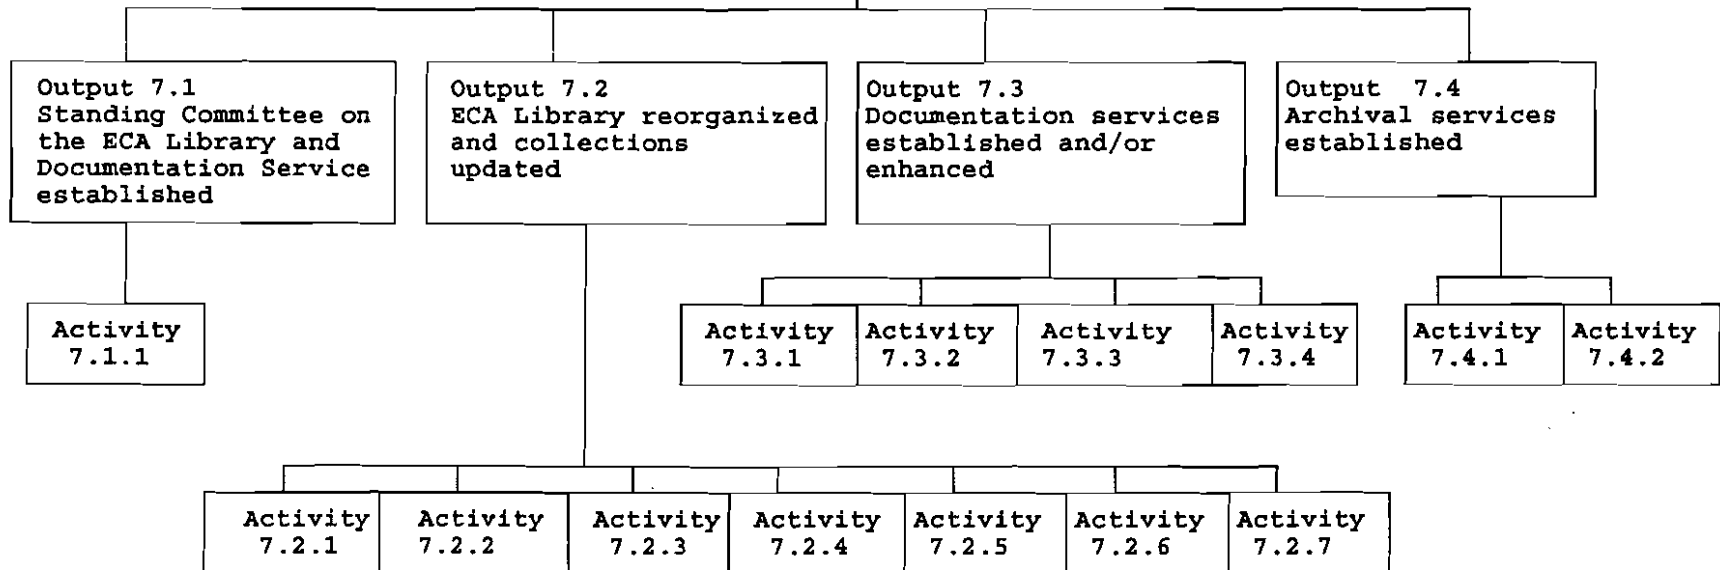 Output 7.1
Standing Committee on
the ECA Library and
Documentation Service
established
Output 7.2
ECA Library reorganized
and collections
updated
Output 7.3
Documentation services
established and/or
enhanced
Output 7.4
Archival services
established
Activity
7.1.1
Activity
7.3.1
Activity
7.3.2
Activity
7.3.3
Activity
7.3.4
Activity
7.4.1
Activity
7.4.2
Activity
7.2.1
Activity
7.2.2
Activity
7.2.3
Activity
7.2.4
Activity
7.2.5
Activity
7.2.6
Activity
7.2.7